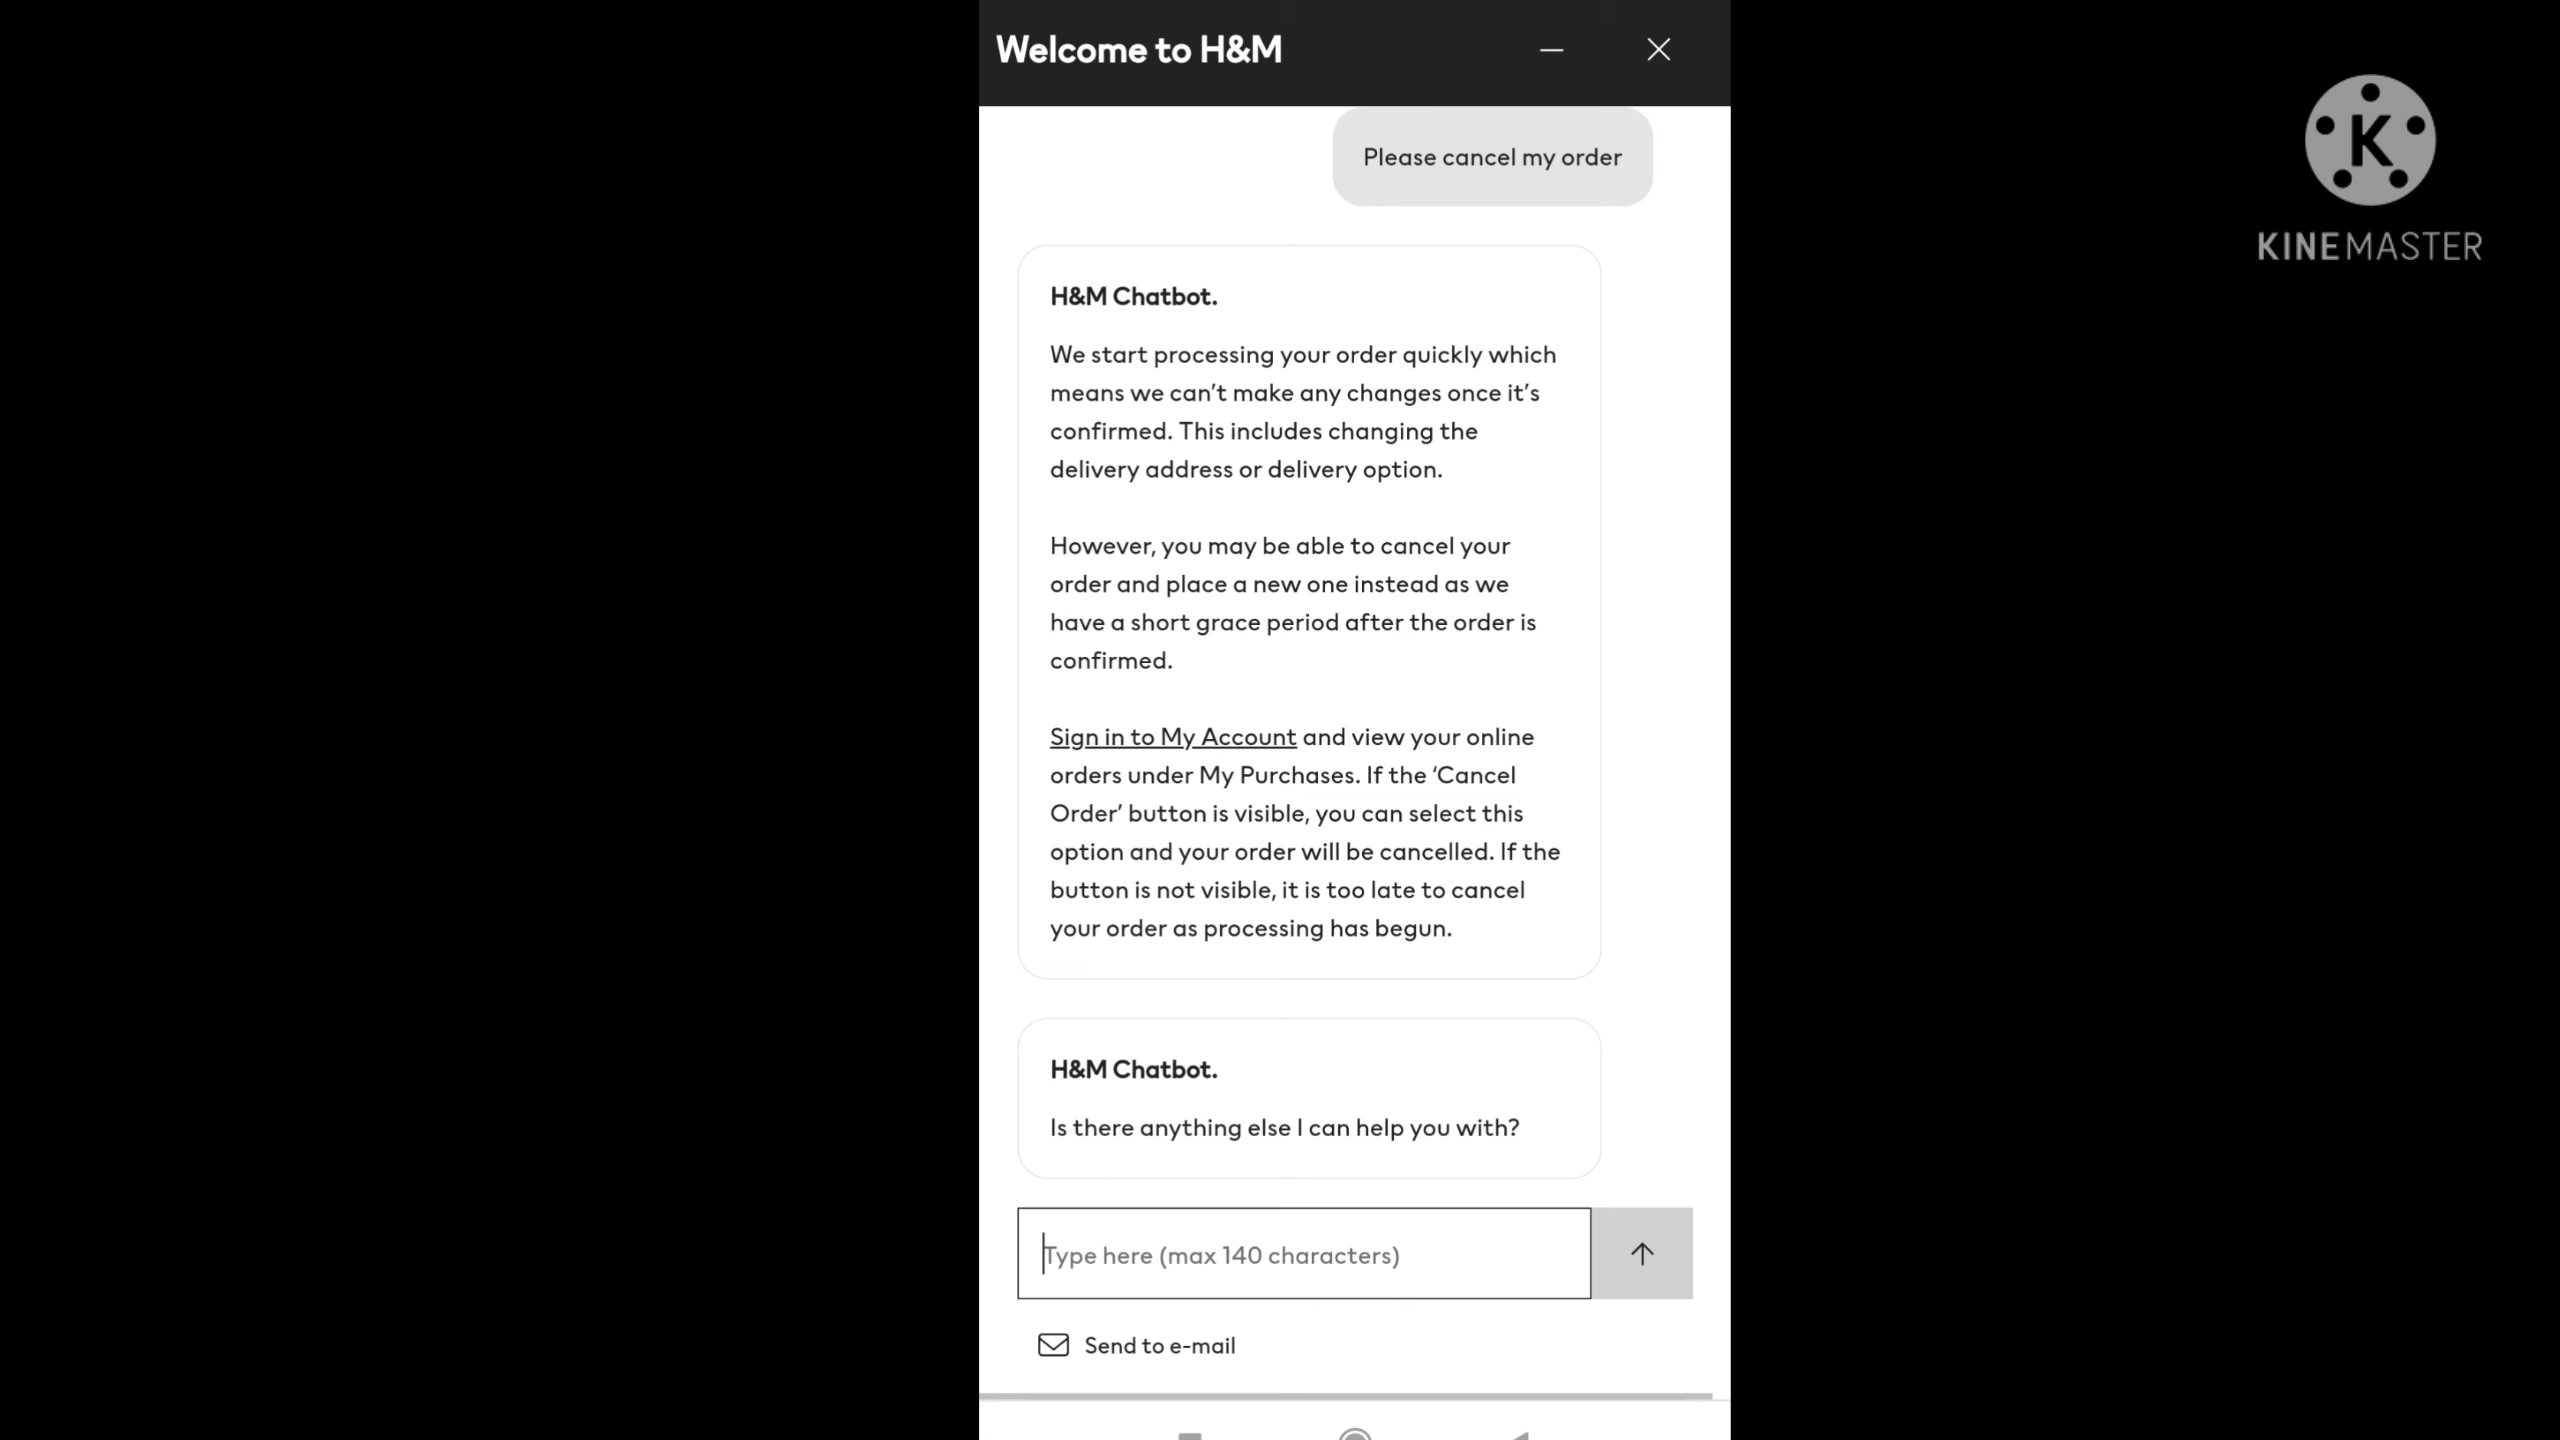 Welcome to H&M
K
KINEMASTER
Please cancel my order
H&M Chatbot.
We start processing your order quickly which
means we can’t make any changes once it’s
confirmed. This includes changing the
delivery address or delivery option.
However, you may be able to cancel your
order and place a new one instead as we
have a short grace period after the order is
confirmed.
Sign in to My Account and view your online
orders under My Purchases. If the ‘Cancel
Order’ button is visible, you can select this
option and your order will be cancelled. If the
button is not visible, it is too late to cancel
your order as processing has begun.
H&M Chatbot.
Is there anything else I can help you with?
Type here (max 140 characters)
Send to e-mail